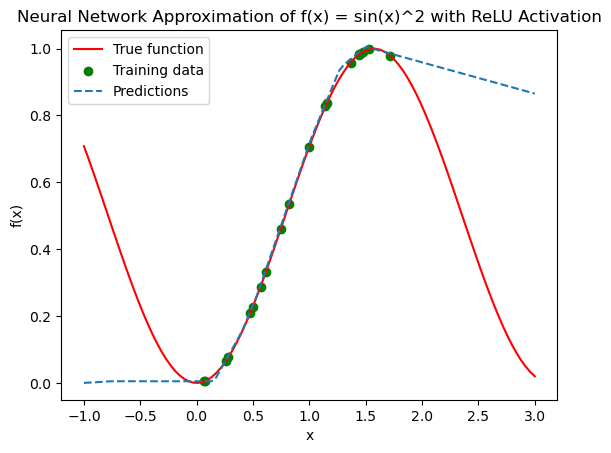 Neural Network Approximation of f(x) = sin(x)^2 with ReLU Activation
True function
Training data
Predictions
f(x)
1.0
0.8
0.6
0.4
0.2
0.0
−1.0 −0.5 0.0 0.5 1.0 1.5 2.0 2.5 3.0
x